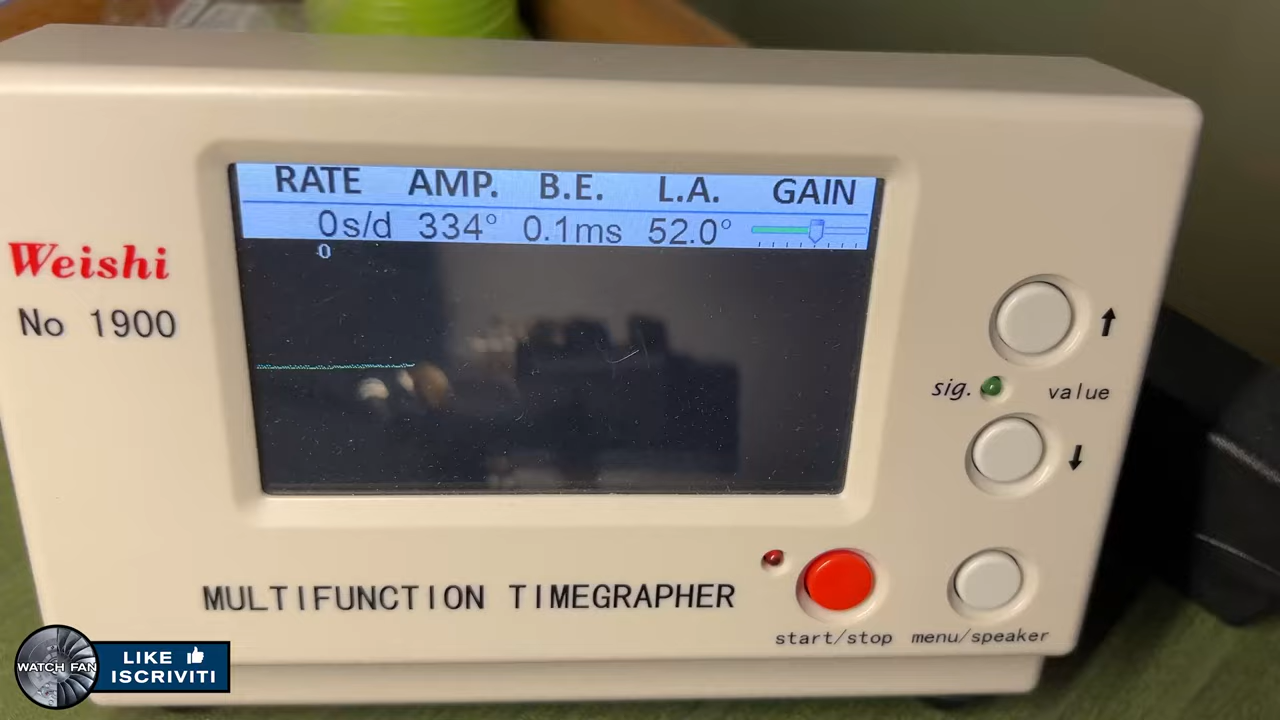 RATE AMP. B.E. L.A. GAIN
0s/d 334° 0.1ms 52.0°
0
Weishi
No 1900
↑
sig. value
↓
MULTIFUNCTION TIMEGRAPHER
start/stop menu/speaker
WATCH FAN
LIKE
ISCRIVITI